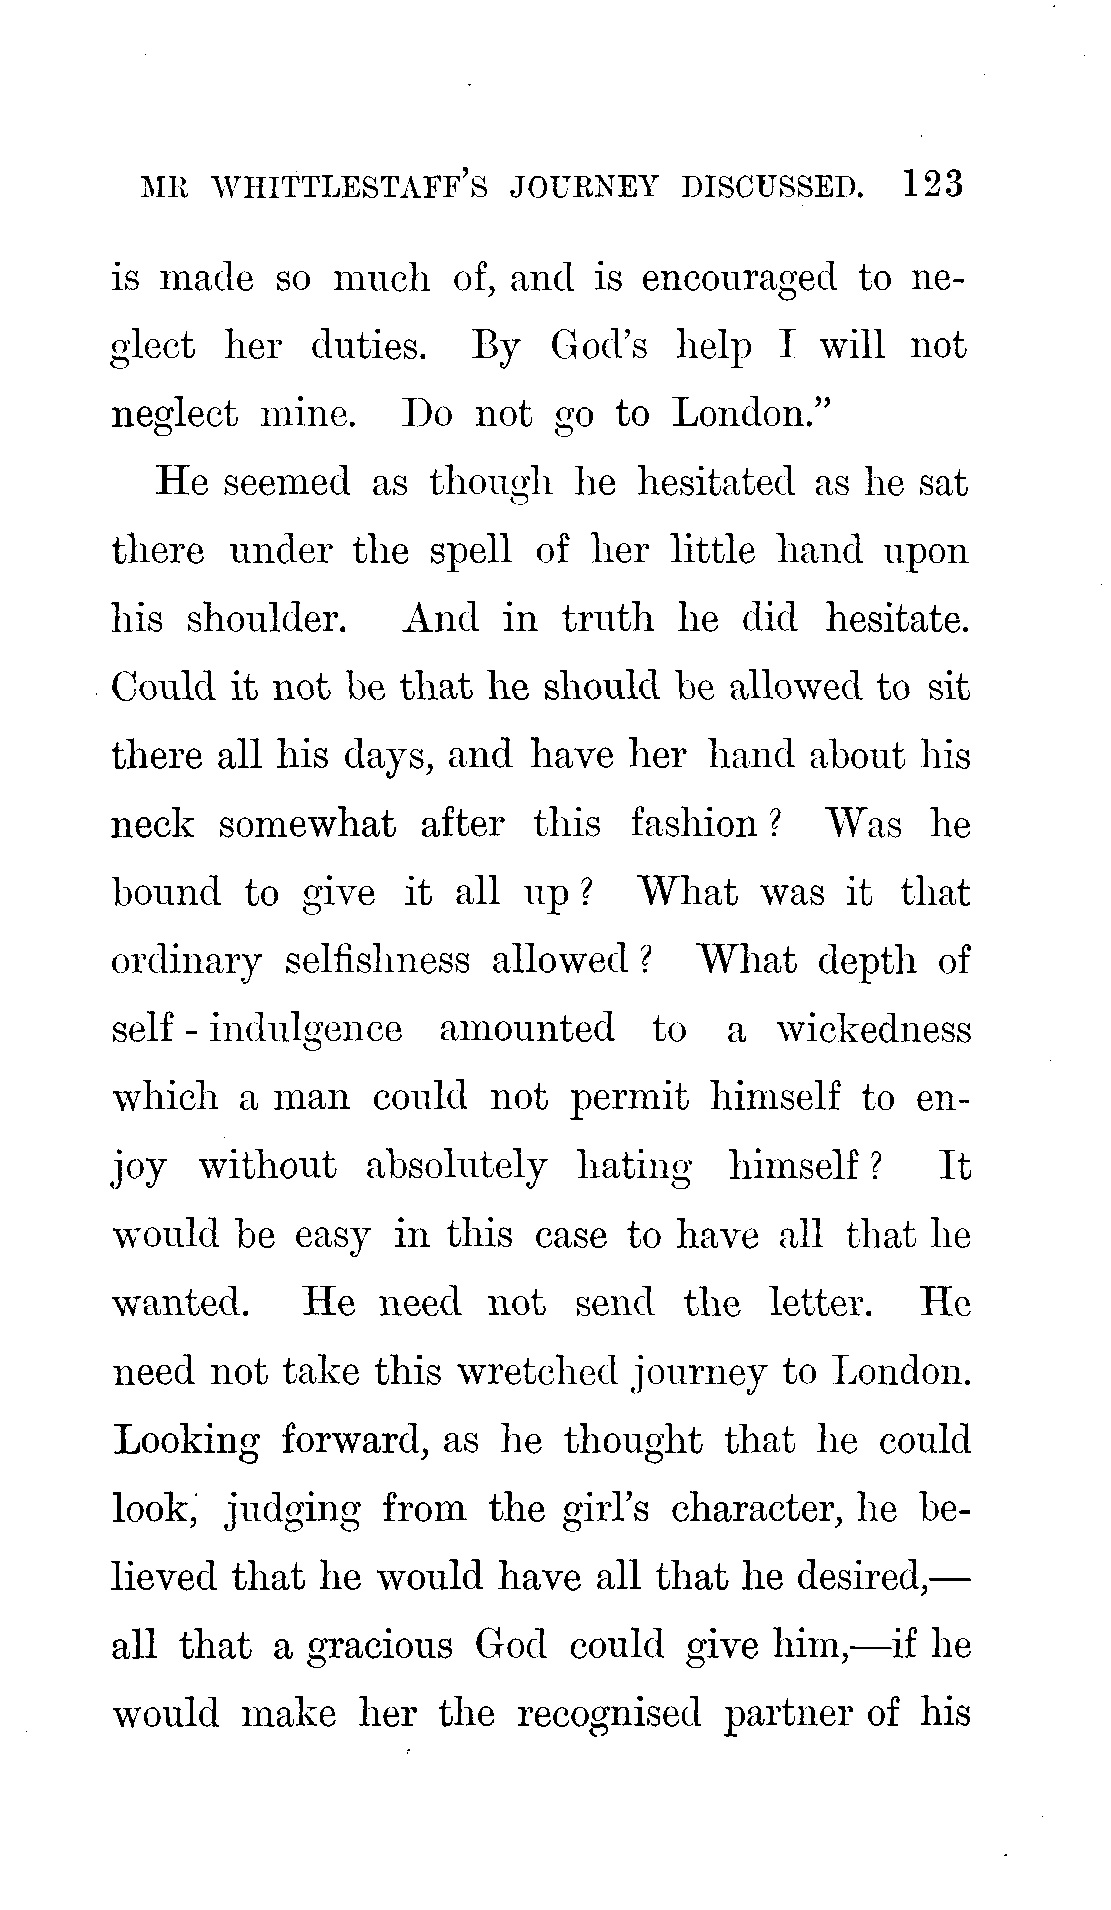 MR WHITTLESTAFF'S JOURNEY DISCUSSED. 123
is made so much of, and is encouraged to ne-
glect her duties. By God's help I will not
neglect mine. Do not go to London.”
He seemed as though he hesitated as he sat
there under the spell of her little hand upon
his shoulder. And in truth he did hesitate.
Could it not be that he should be allowed to sit
there all his days, and have her hand about his
neck somewhat after this fashion? Was he
bound to give it all up? What was it that
ordinary selfishness allowed? What depth of
self-indulgence amounted to a wickedness
which a man could not permit himself to en-
joy without absolutely hating himself? It
would be easy in this case to have all that he
wanted. He need not send the letter. He
need not take this wretched journey to London.
Looking forward, as he thought that he could
look, judging from the girl's character, he be-
lieved that he would have all that he desired,—
all that a gracious God could give him,—if he
would make her the recognised partner of his